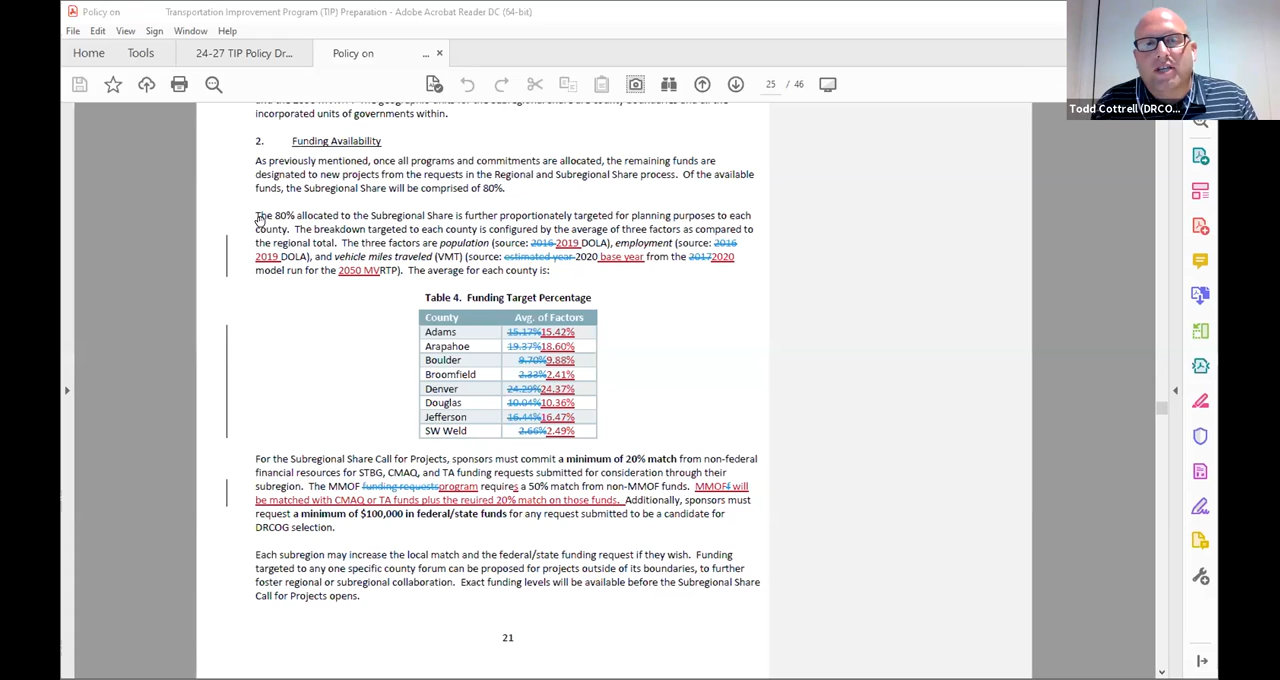 Policy on Transportation Improvement Program (TIP) Preparation - Adobe Acrobat Reader DC (64-bit)
File Edit View Sign Window Help
Home Tools 24-27 TIP Policy Dr... Policy on ... ×
25 / 46
Todd Cottrell (DRCO...
incorporated units of governments within.
2. Funding Availability
As previously mentioned, once all programs and commitments are allocated, the remaining funds are
designated to new projects from the requests in the Regional and Subregional Share process. Of the available
funds, the Subregional Share will be comprised of 80%.
The 80% allocated to the Subregional Share is further proportionately targeted for planning purposes to each
county. The breakdown targeted to each county is configured by the average of three factors as compared to
the regional total. The three factors are population (source: 2016 2019 DOLA), employment (source: 2016
2019 DOLA), and vehicle miles traveled (VMT) (source: estimated year 2020 base year from the 20172020
model run for the 2050 MVRTP). The average for each county is:
Table 4. Funding Target Percentage
County Avg. of Factors
Adams 15.17%15.42%
Arapahoe 19.37%18.60%
Boulder 9.70%9.88%
Broomfield 2.33%2.41%
Denver 24.29%24.37%
Douglas 10.04%10.36%
Jefferson 16.44%16.47%
SW Weld 2.66%2.49%
For the Subregional Share Call for Projects, sponsors must commit a minimum of 20% match from non-federal
financial resources for STBG, CMAQ, and TA funding requests submitted for consideration through their
subregion. The MMOF funding requestsprogram requires a 50% match from non-MMOF funds. MMOFf will
be matched with CMAQ or TA funds plus the reuired 20% match on those funds. Additionally, sponsors must
request a minimum of $100,000 in federal/state funds for any request submitted to be a candidate for
DRCOG selection.
Each subregion may increase the local match and the federal/state funding request if they wish. Funding
targeted to any one specific county forum can be proposed for projects outside of its boundaries, to further
foster regional or subregional collaboration. Exact funding levels will be available before the Subregional Share
Call for Projects opens.
21